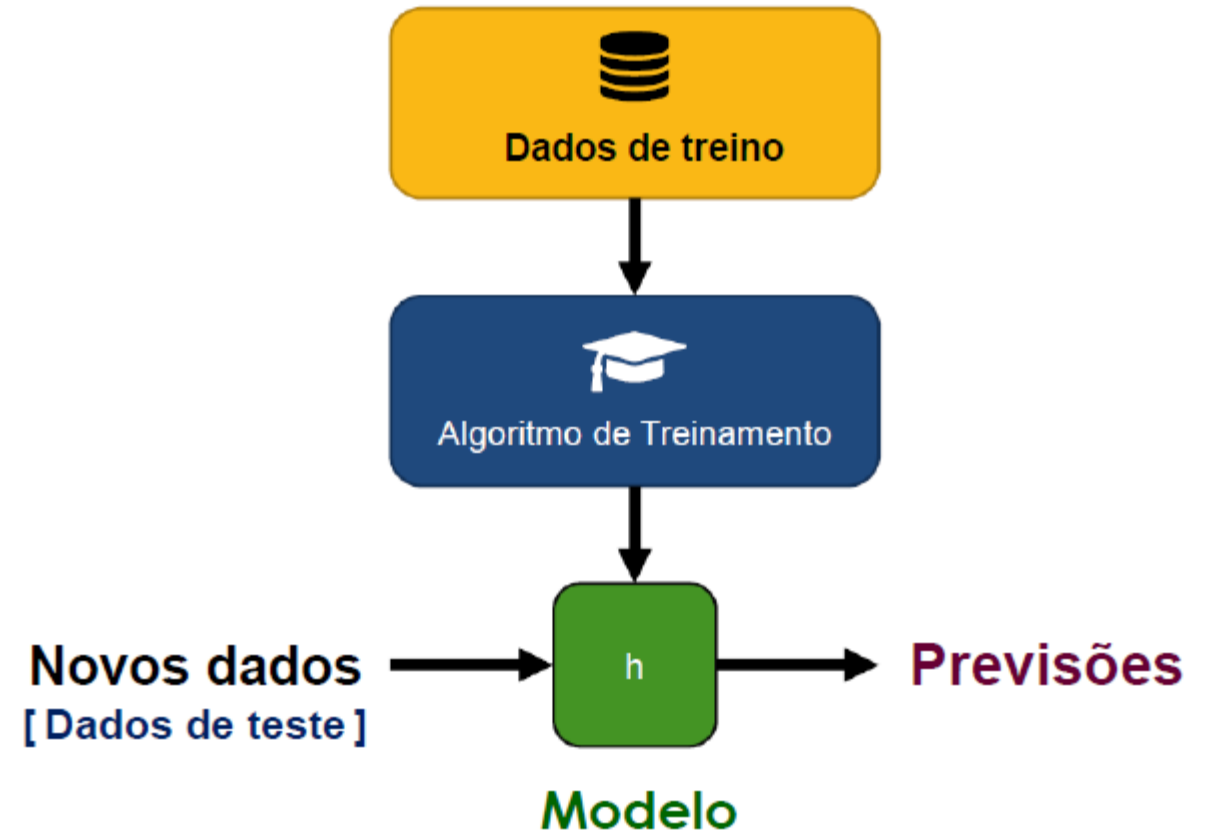 Dados de treino
Algoritmo de Treinamento
Novos dados
[ Dados de teste ]
h
Previsões
Modelo